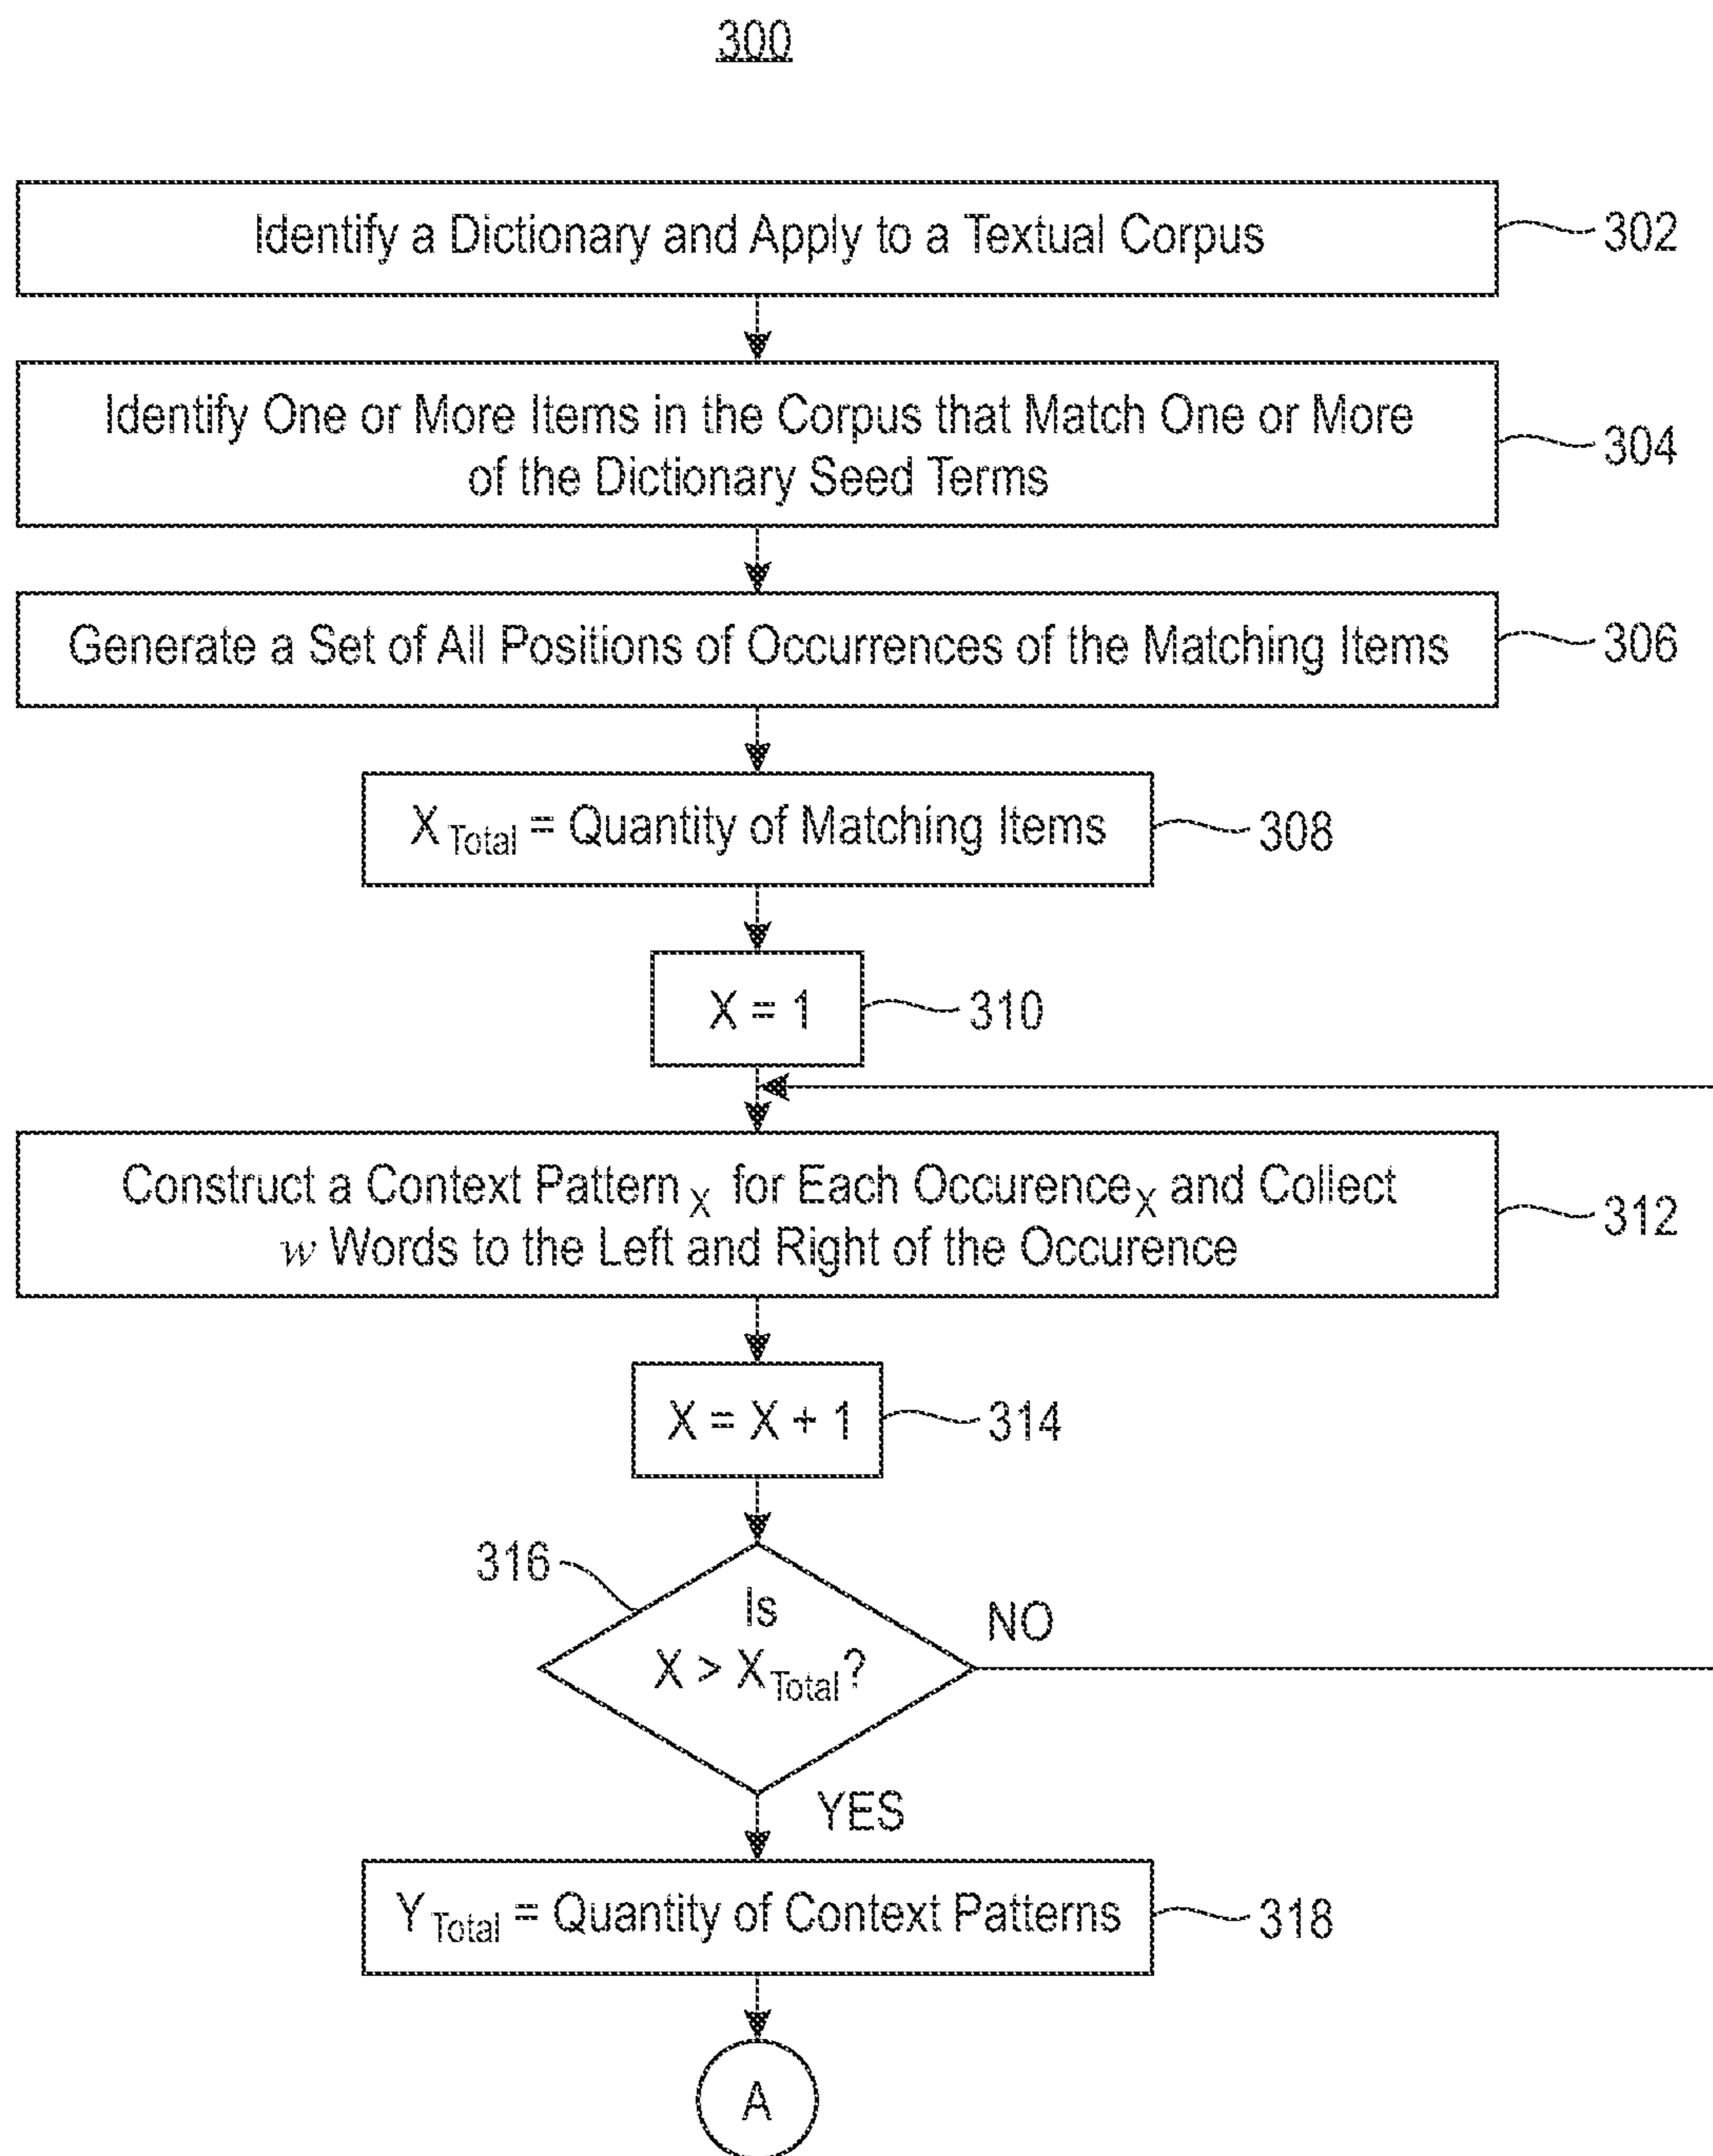 300
Identify a Dictionary and Apply to a Textual Corpus
302
Identify One or More Items in the Corpus that Match One or More
of the Dictionary Seed Terms
304
Generate a Set of All Positions of Occurrences of the Matching Items
306
X Total = Quantity of Matching Items
308
X = 1
310
Construct a Context Pattern X for Each Occurence X and Collect
w Words to the Left and Right of the Occurence
312
X = X + 1
314
316
Is
X > X Total?
NO
YES
Y Total = Quantity of Context Patterns
318
A